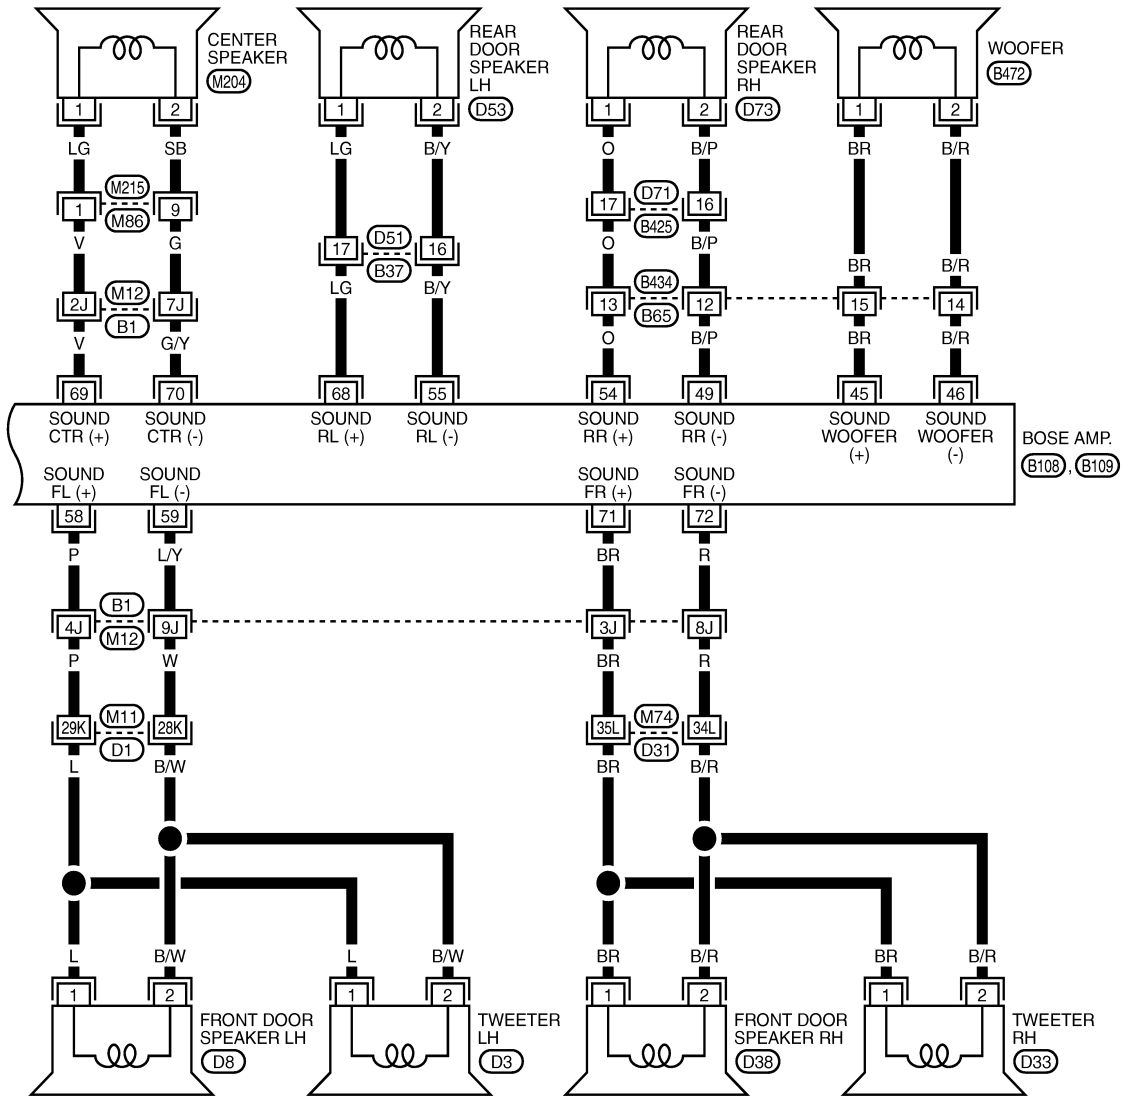 CENTER
SPEAKER
M204
REAR
DOOR
SPEAKER
LH
D53
REAR
DOOR
SPEAKER
RH
D73
WOOFER
B472
1 2 1 2 1 2 1 2
LG SB LG B/Y O B/P BR B/R
1 M215 M86 9
17 D71 B425 16
V G
17 D51 B37 16
O B/P
BR B/R
LG B/Y
2J M12 B1 7J
13 B434 B65 12 15 14
V G/Y O B/P BR B/R
69 70 68 55 54 49 45 46
SOUND
CTR (+)
SOUND
CTR (-)
SOUND
RL (+)
SOUND
RL (-)
SOUND
RR (+)
SOUND
RR (-)
SOUND
WOOFER
(+)
SOUND
WOOFER
(-)
BOSE AMP.
B108 , B109
SOUND
FL (+)
SOUND
FL (-)
SOUND
FR (+)
SOUND
FR (-)
58 59 71 72
P L/Y BR R
4J B1 M12 9J 3J 8J
P W BR R
29K M11 D1 28K 35L M74 D31 34L
L B/W BR B/R
L B/W L B/W BR B/R BR B/R
1 2 1 2 1 2 1 2
FRONT DOOR
SPEAKER LH
D8
TWEETER
LH
D3
FRONT DOOR
SPEAKER RH
D38
TWEETER
RH
D33